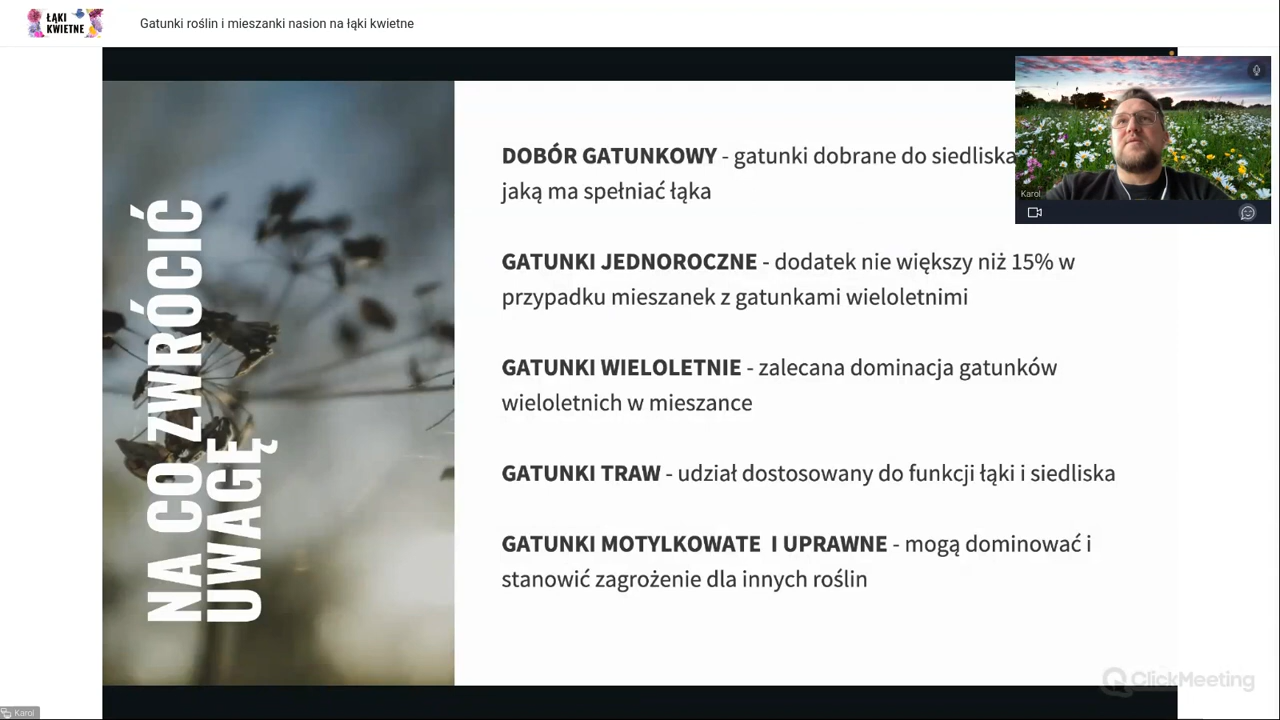 ŁĄKI
KWIETNE
Gatunki roślin i mieszanki nasion na łąki kwietne
NA CO ZWRÓCIĆ
UWAGĘ
DOBÓR GATUNKOWY - gatunki dobrane do siedliska
jaką ma spełniać łąka
GATUNKI JEDNOROCZNE - dodatek nie większy niż 15% w
przypadku mieszanek z gatunkami wieloletnimi
GATUNKI WIELOLETNIE - zalecana dominacja gatunków
wieloletnich w mieszance
GATUNKI TRAW - udział dostosowany do funkcji łąki i siedliska
GATUNKI MOTYLKOWATE I UPRAWNE - mogą dominować i
stanowić zagrożenie dla innych roślin
Karol
ClickMeeting
Karol